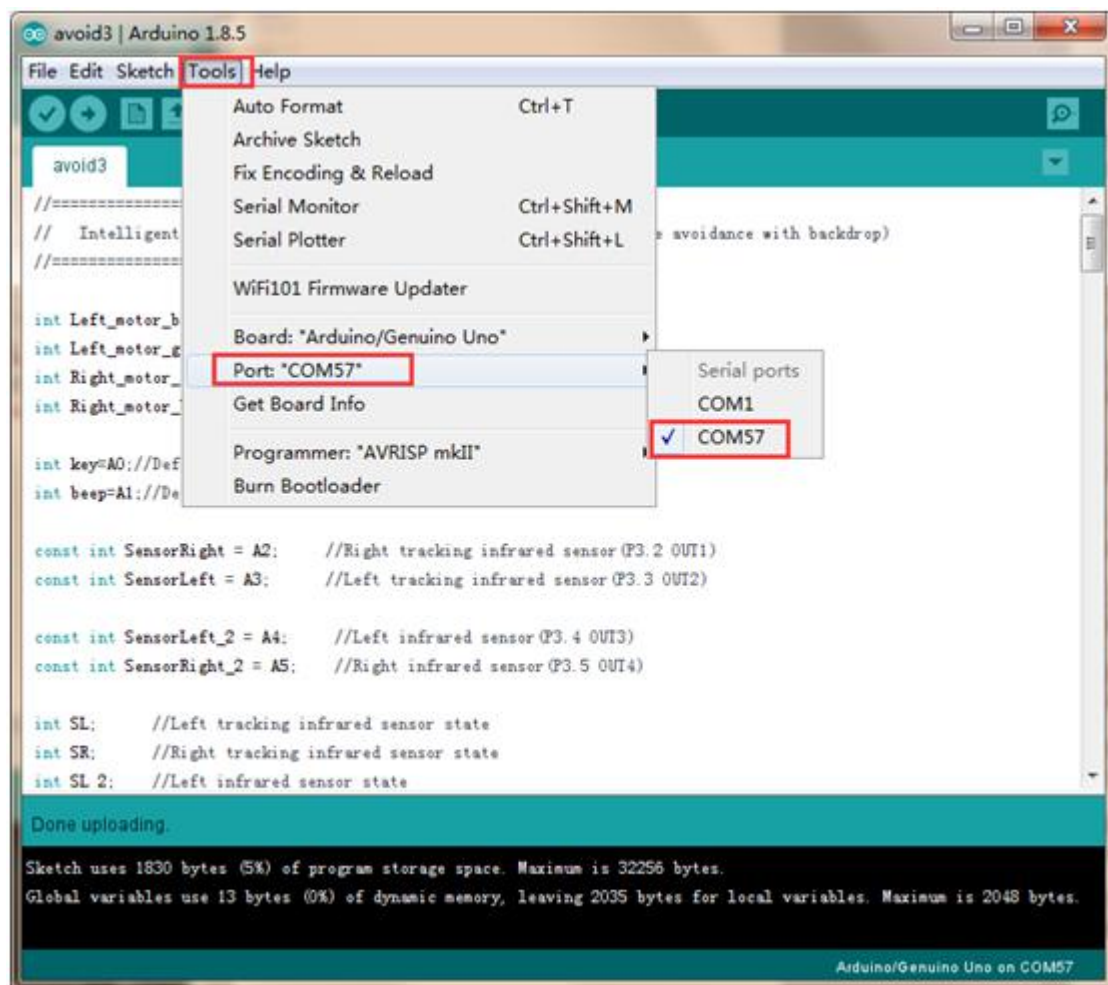 avoid3 | Arduino 1.8.5
File Edit Sketch Tools Help
Auto Format Ctrl+T
Archive Sketch
Fix Encoding & Reload
Serial Monitor Ctrl+Shift+M
Serial Plotter Ctrl+Shift+L
WiFi101 Firmware Updater
Board: "Arduino/Genuino Uno"
Port: "COM57"
Get Board Info
Programmer: "AVRISP mkII"
Burn Bootloader
Serial ports
COM1
COM57
avoid3
//===============
// Intelligent avoidance with backdrop)
//===============
int Left_motor_b
int Left_motor_g
int Right_motor_
int Right_motor_
int key=A0;//Def
int beep=A1;//De
const int SensorRight = A2; //Right tracking infrared sensor(P3.2 OUT1)
const int SensorLeft = A3; //Left tracking infrared sensor(P3.3 OUT2)
const int SensorLeft_2 = A4; //Left infrared sensor(P3.4 OUT3)
const int SensorRight_2 = A5; //Right infrared sensor(P3.5 OUT4)
int SL; //Left tracking infrared sensor state
int SR; //Right tracking infrared sensor state
int SL 2; //Left infrared sensor state
Done uploading.
Sketch uses 1830 bytes (5%) of program storage space. Maximum is 32256 bytes.
Global variables use 13 bytes (0%) of dynamic memory, leaving 2035 bytes for local variables. Maximum is 2048 bytes.
Arduino/Genuino Uno on COM57